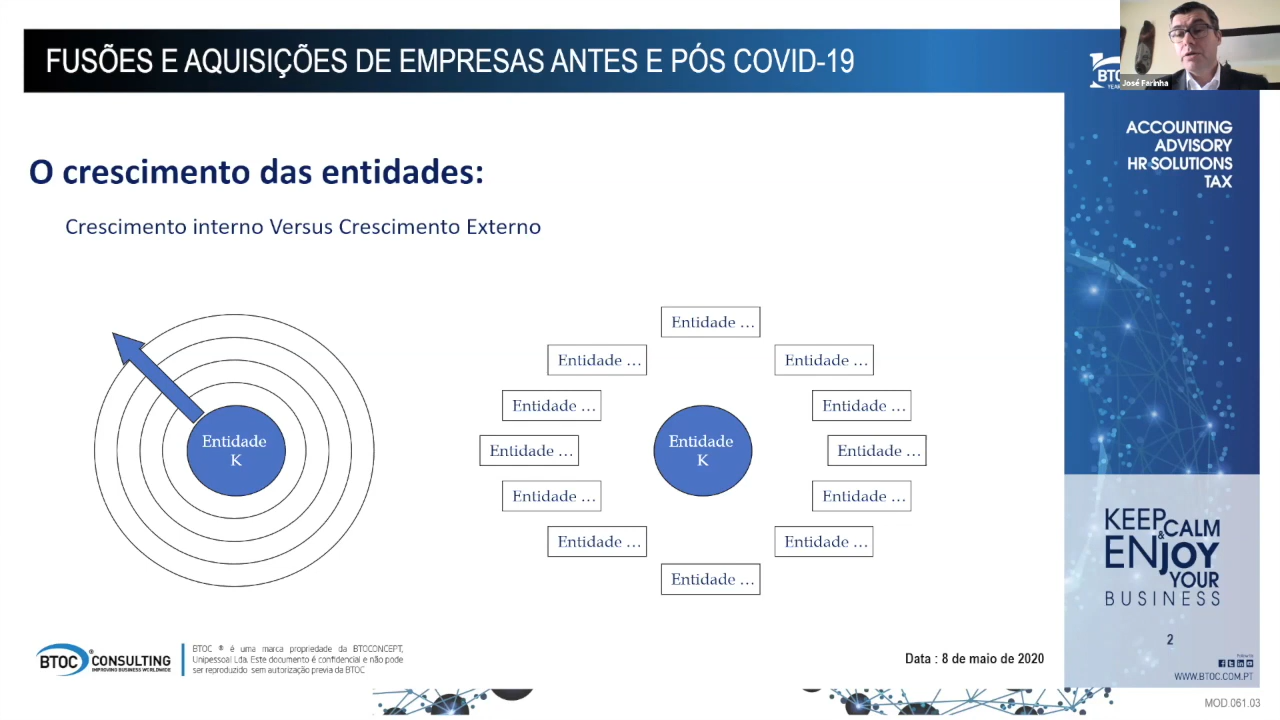 FUSÕES E AQUISIÇÕES DE EMPRESAS ANTES E PÓS COVID-19
BTOC
TEAM
José Farinha
ACCOUNTING
ADVISORY
HR SOLUTIONS
TAX
O crescimento das entidades:
Crescimento interno Versus Crescimento Externo
Entidade
K
Entidade ...
Entidade ...
Entidade ...
Entidade ...
Entidade ...
Entidade ...
Entidade
K
Entidade ...
Entidade ...
Entidade ...
Entidade ...
Entidade ...
Entidade ...
KEEP
& CALM
ENJOY
YOUR
BUSINESS
2
BTOC ® CONSULTING
IMPROVING BUSINESS WORLDWIDE
BTOC ® é uma marca propriedade da BTOCONCEPT,
Unipessoal Lda. Este documento é confidencial e não pode
ser reproduzido sem autorização previa da BTOC
Data : 8 de maio de 2020
WWW.BTOC.COM.PT
MOD.061.03